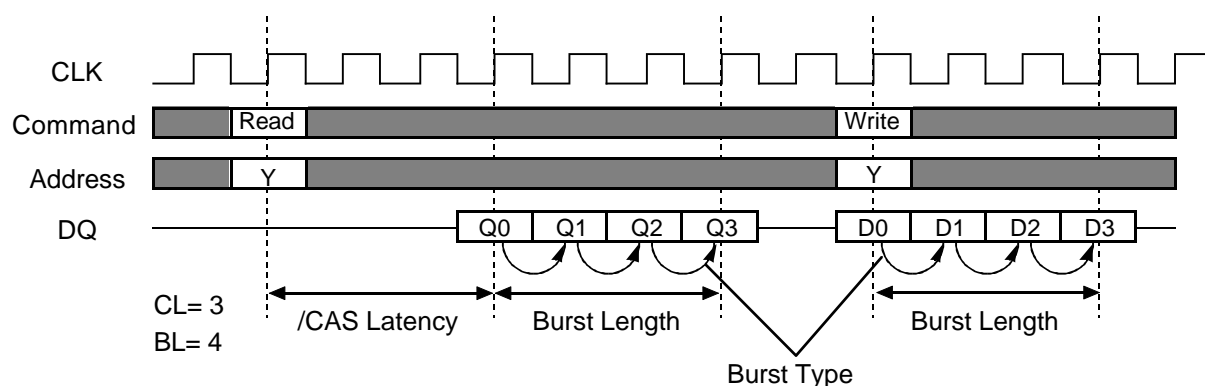 CLK
Command Read Write
Address Y Y
DQ Q0 Q1 Q2 Q3 D0 D1 D2 D3
CL= 3 /CAS Latency Burst Length Burst Length
BL= 4
Burst Type